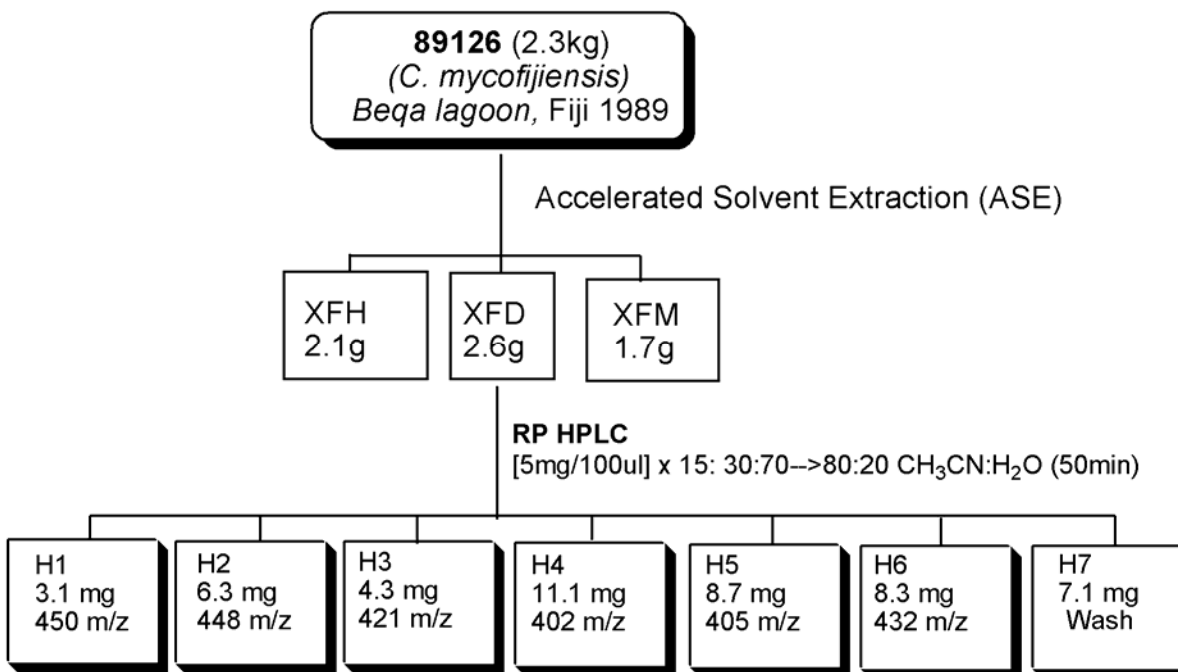 89126 (2.3kg)
(C. mycofijiensis)
Beqa lagoon, Fiji 1989
Accelerated Solvent Extraction (ASE)
XFH
2.1g
XFD
2.6g
XFM
1.7g
RP HPLC
[5mg/100ul] x 15: 30:70-->80:20 CH₃CN:H₂O (50min)
H1
3.1 mg
450 m/z
H2
6.3 mg
448 m/z
H3
4.3 mg
421 m/z
H4
11.1 mg
402 m/z
H5
8.7 mg
405 m/z
H6
8.3 mg
432 m/z
H7
7.1 mg
Wash